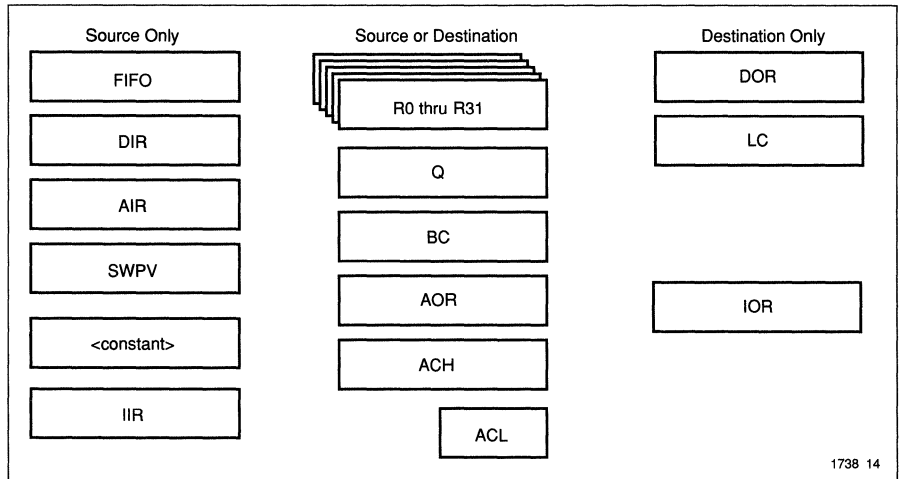 Source Only
FIFO
DIR
AIR
SWPV
<constant>
IIR
Source or Destination
R0 thru R31
Q
BC
AOR
ACH
ACL
Destination Only
DOR
LC
IOR
1738 14